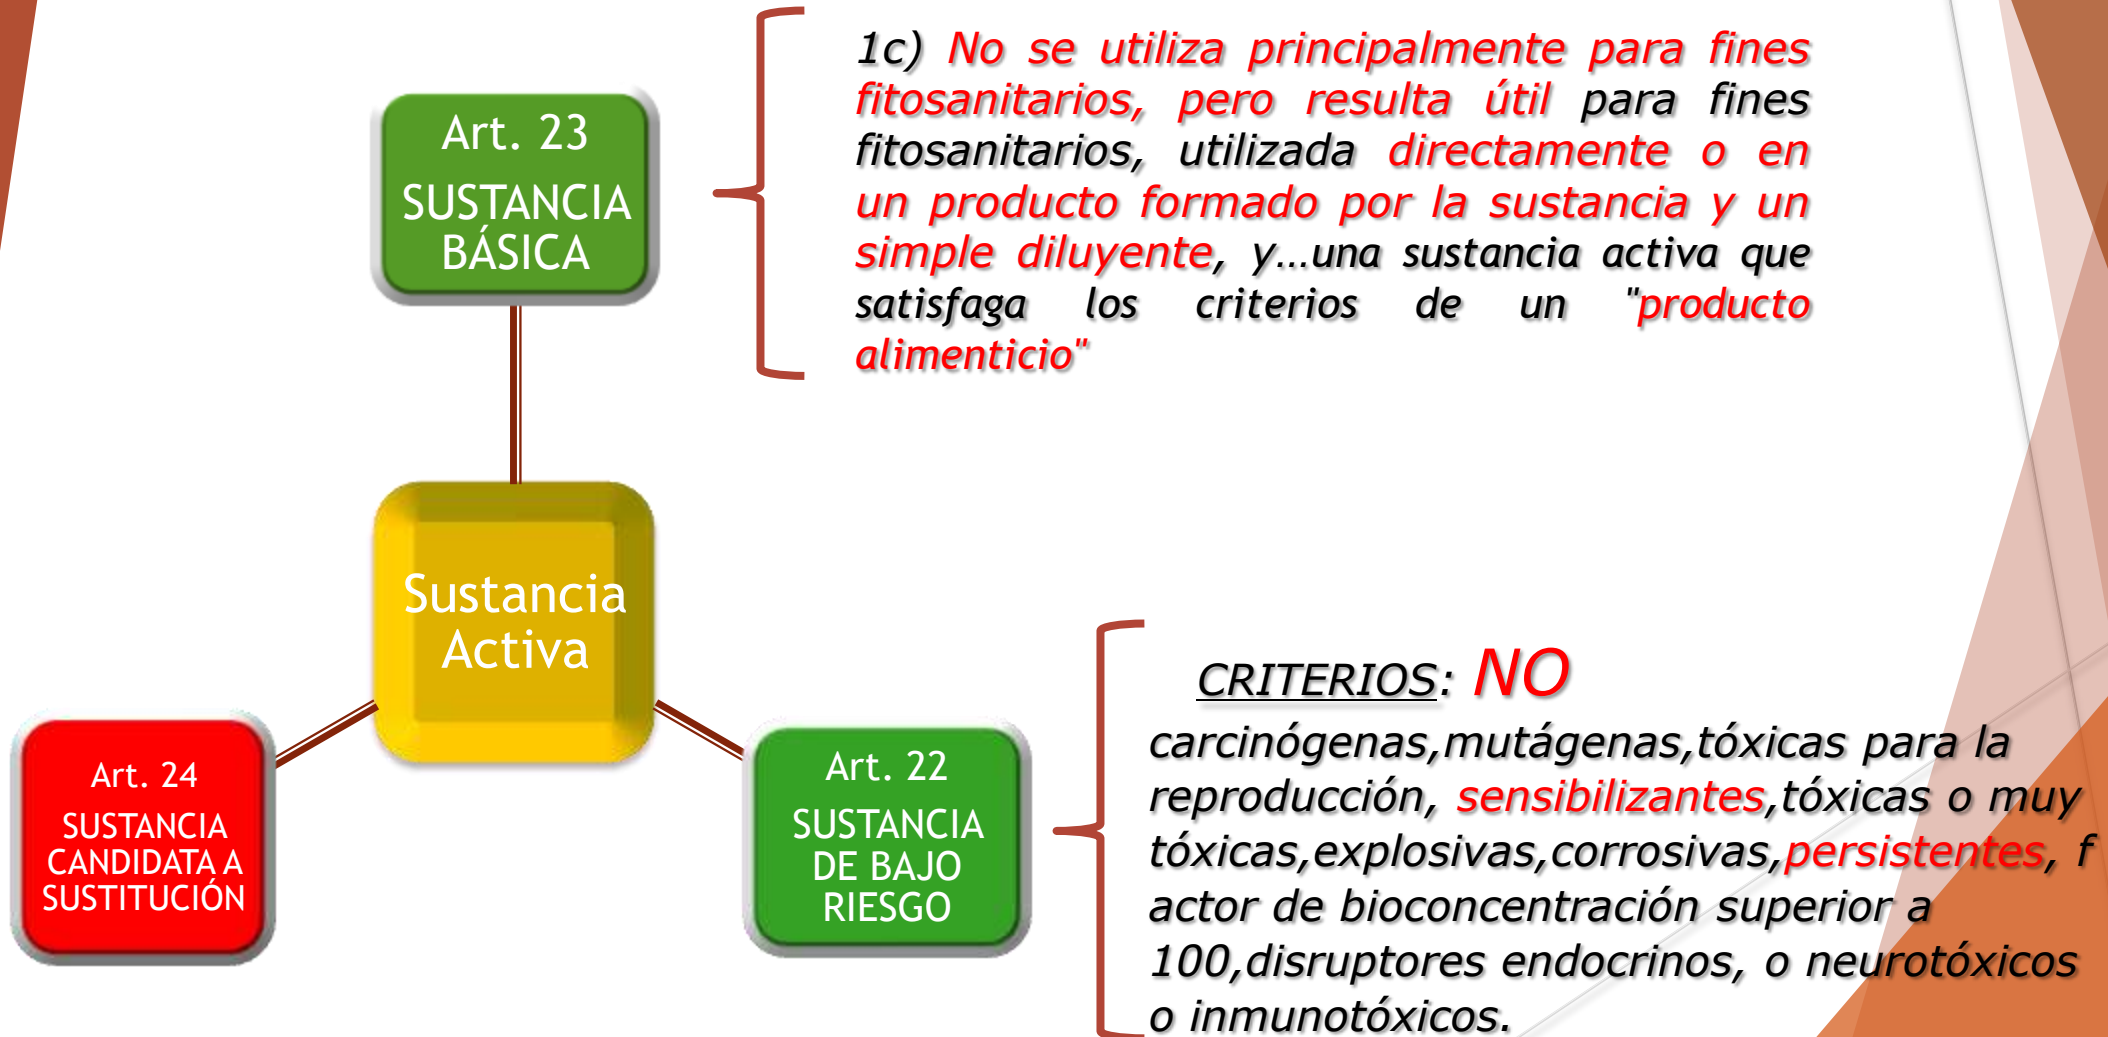 1c) No se utiliza principalmente para fines
fitosanitarios, pero resulta útil para fines
fitosanitarios, utilizada directamente o en
un producto formado por la sustancia y un
simple diluyente, y...una sustancia activa que
satisfaga los criterios de un "producto
alimenticio"
Art. 23
SUSTANCIA
BÁSICA
Sustancia
Activa
Art. 24
SUSTANCIA
CANDIDATA A
SUSTITUCIÓN
Art. 22
SUSTANCIA
DE BAJO
RIESGO
CRITERIOS: NO
carcinógenas,mutágenas,tóxicas para la
reproducción, sensibilizantes,tóxicas o muy
tóxicas,explosivas,corrosivas,persistentes, f
actor de bioconcentración superior a
100,disruptores endocrinos, o neurotóxicos
o inmunotóxicos.